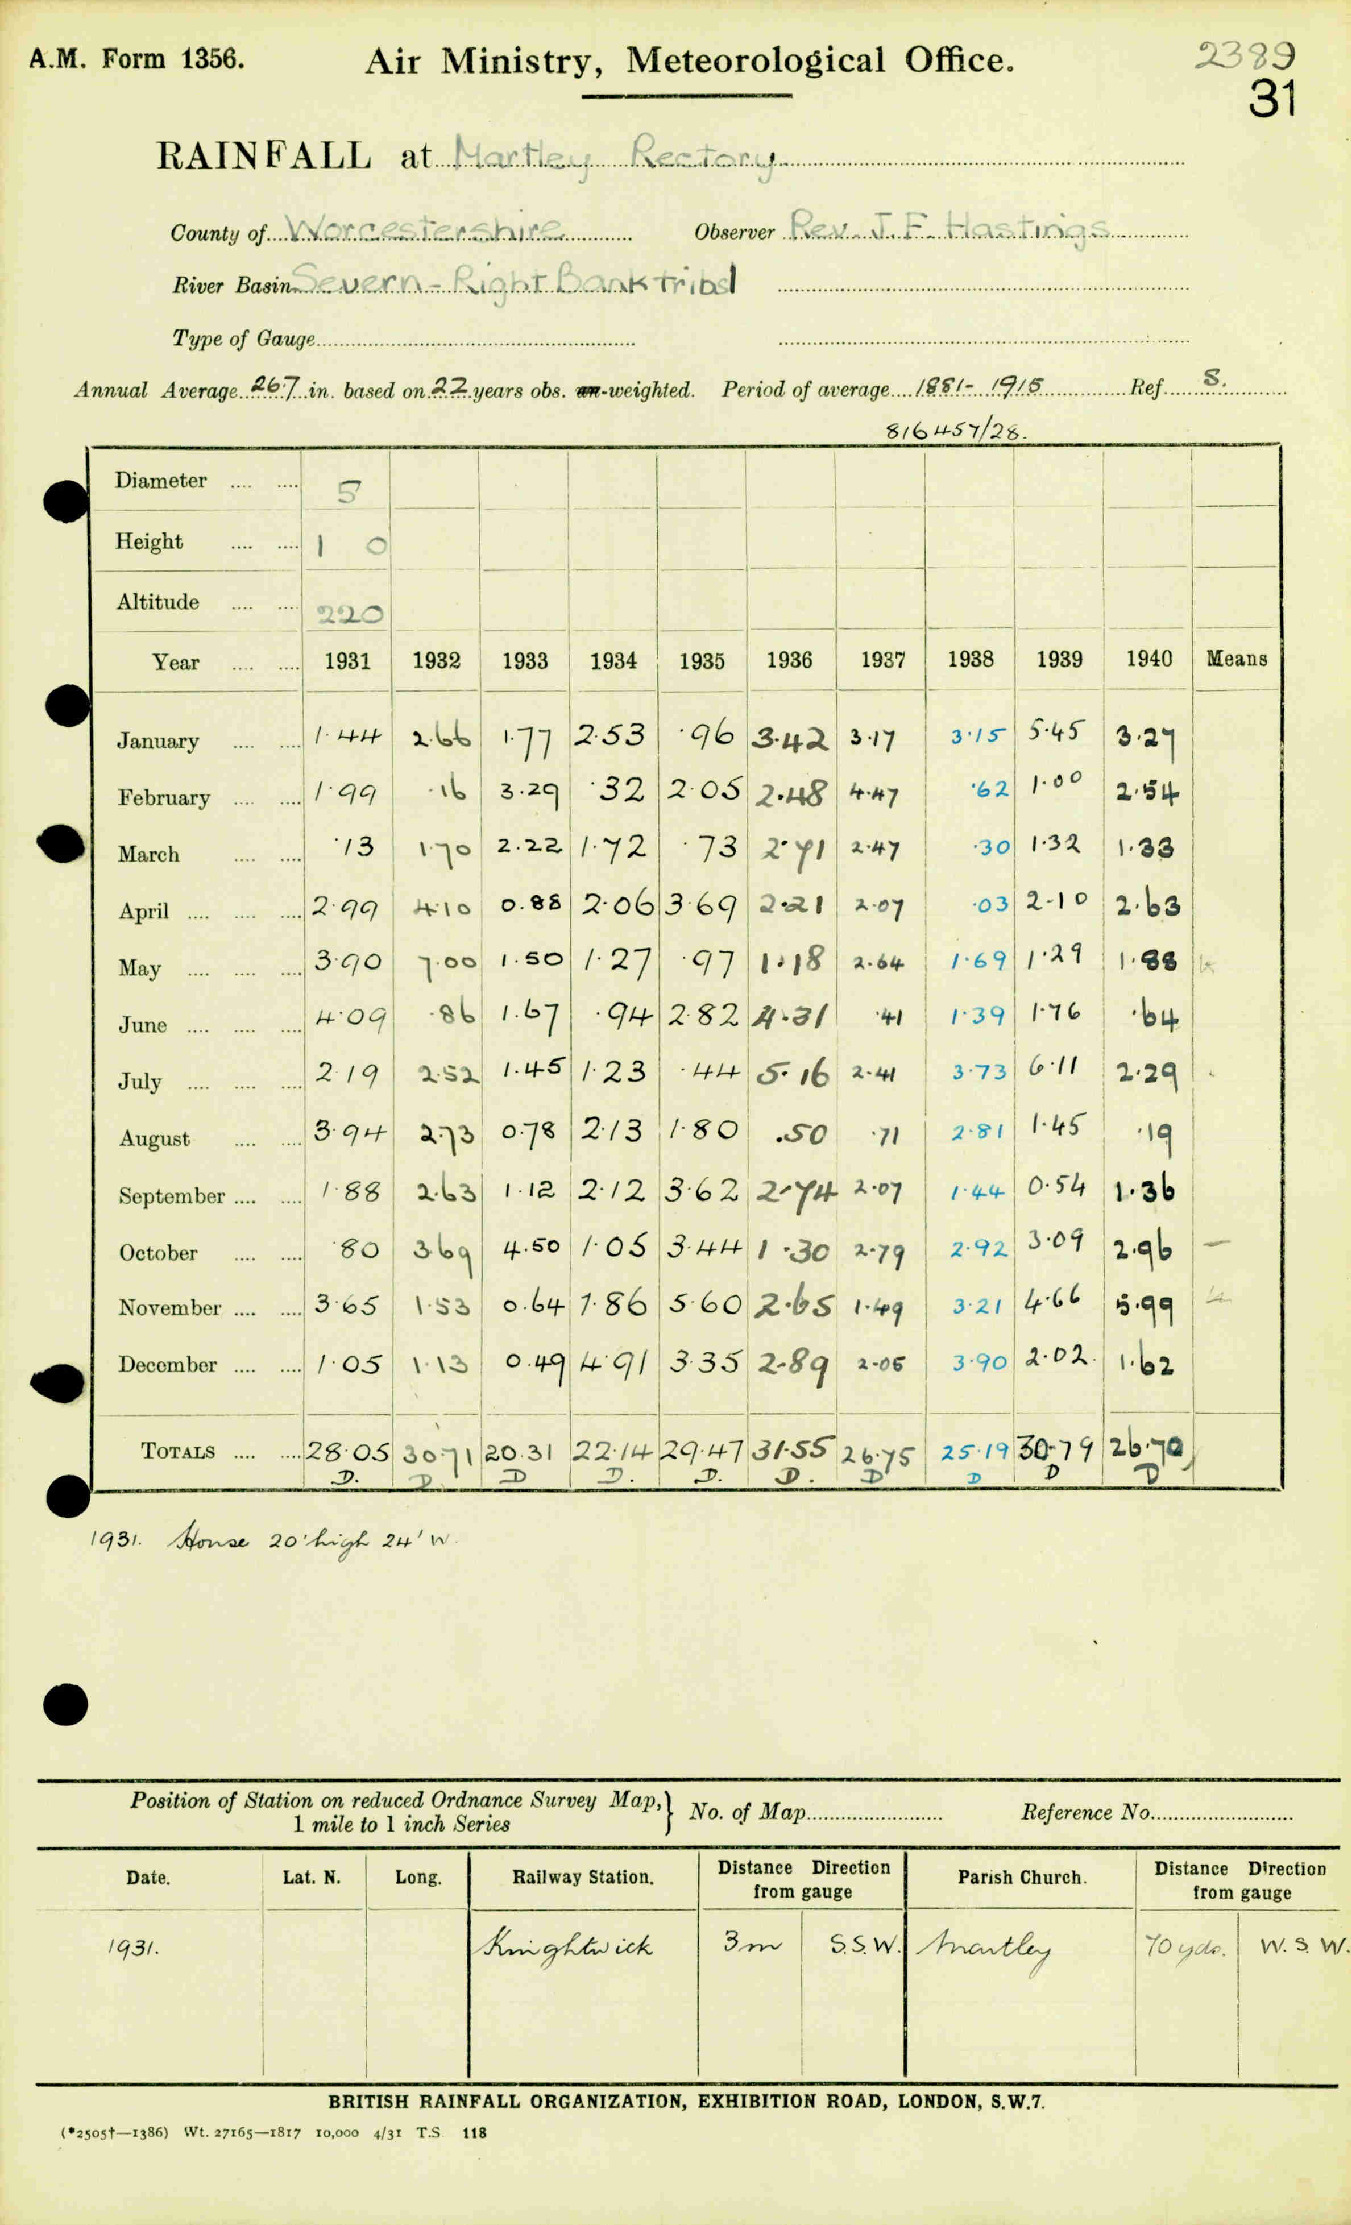 A.M. Form 1356. Air Ministry, Meteorological Office. 2389
31
RAINFALL at Martley Rectory
County of Worcestershire Observer Rev. J. F. Hastings
River Basin Severn - Right Bank Tribs
Type of Gauge
Annual Average 26.7 in. based on 22 years obs. un-weighted. Period of average 1881- 1915 Ref. S.
816457/28.
Diameter 5
Height 1 0
Altitude 220
Year 1931 1932 1933 1934 1935 1936 1937 1938 1939 1940 Means
January 1.44 2.66 1.77 2.53 .96 3.42 3.17 3.15 5.45 3.27
February 1.99 .16 3.29 .32 2.05 2.48 4.47 .62 1.00 2.54
March .13 1.70 2.22 1.72 .73 2.71 2.47 .30 1.32 1.33
April 2.99 4.10 0.88 2.06 3.69 2.21 2.07 .03 2.10 2.63
May 3.90 7.00 1.50 1.27 .97 1.18 2.64 1.69 1.29 1.88
June 4.09 .86 1.67 .94 2.82 4.31 .41 1.39 1.76 .64
July 2.19 2.52 1.45 1.23 .44 5.16 2.41 3.73 6.11 2.29
August 3.94 2.73 0.78 2.13 1.80 .50 .71 2.81 1.45 .19
September 1.88 2.63 1.12 2.12 3.62 2.74 2.07 1.44 0.54 1.36
October .80 3.69 4.50 1.05 3.44 1.30 2.79 2.92 3.09 2.96 —
November 3.65 1.53 0.64 1.86 5.60 2.65 1.49 3.21 4.66 5.99
December 1.05 1.13 0.49 4.91 3.35 2.89 2.05 3.90 2.02 1.62
TOTALS 28.05 30.71 20.31 22.14 29.47 31.55 26.75 25.19 30.79 26.70
D. D D D. D. D. D D D D
1931. House 20' high 24' W.
Position of Station on reduced Ordnance Survey Map,} No. of Map Reference No.
1 mile to 1 inch Series
Date. Lat. N. Long. Railway Station. Distance Direction from gauge Parish Church. Distance Direction from gauge
1931. Knightwick 3m S.S.W. Martley 70 yds. W.S.W.
BRITISH RAINFALL ORGANIZATION, EXHIBITION ROAD, LONDON, S.W.7.
(*2505†—1386) Wt. 27165—1817 10,000 4/31 T.S. 118